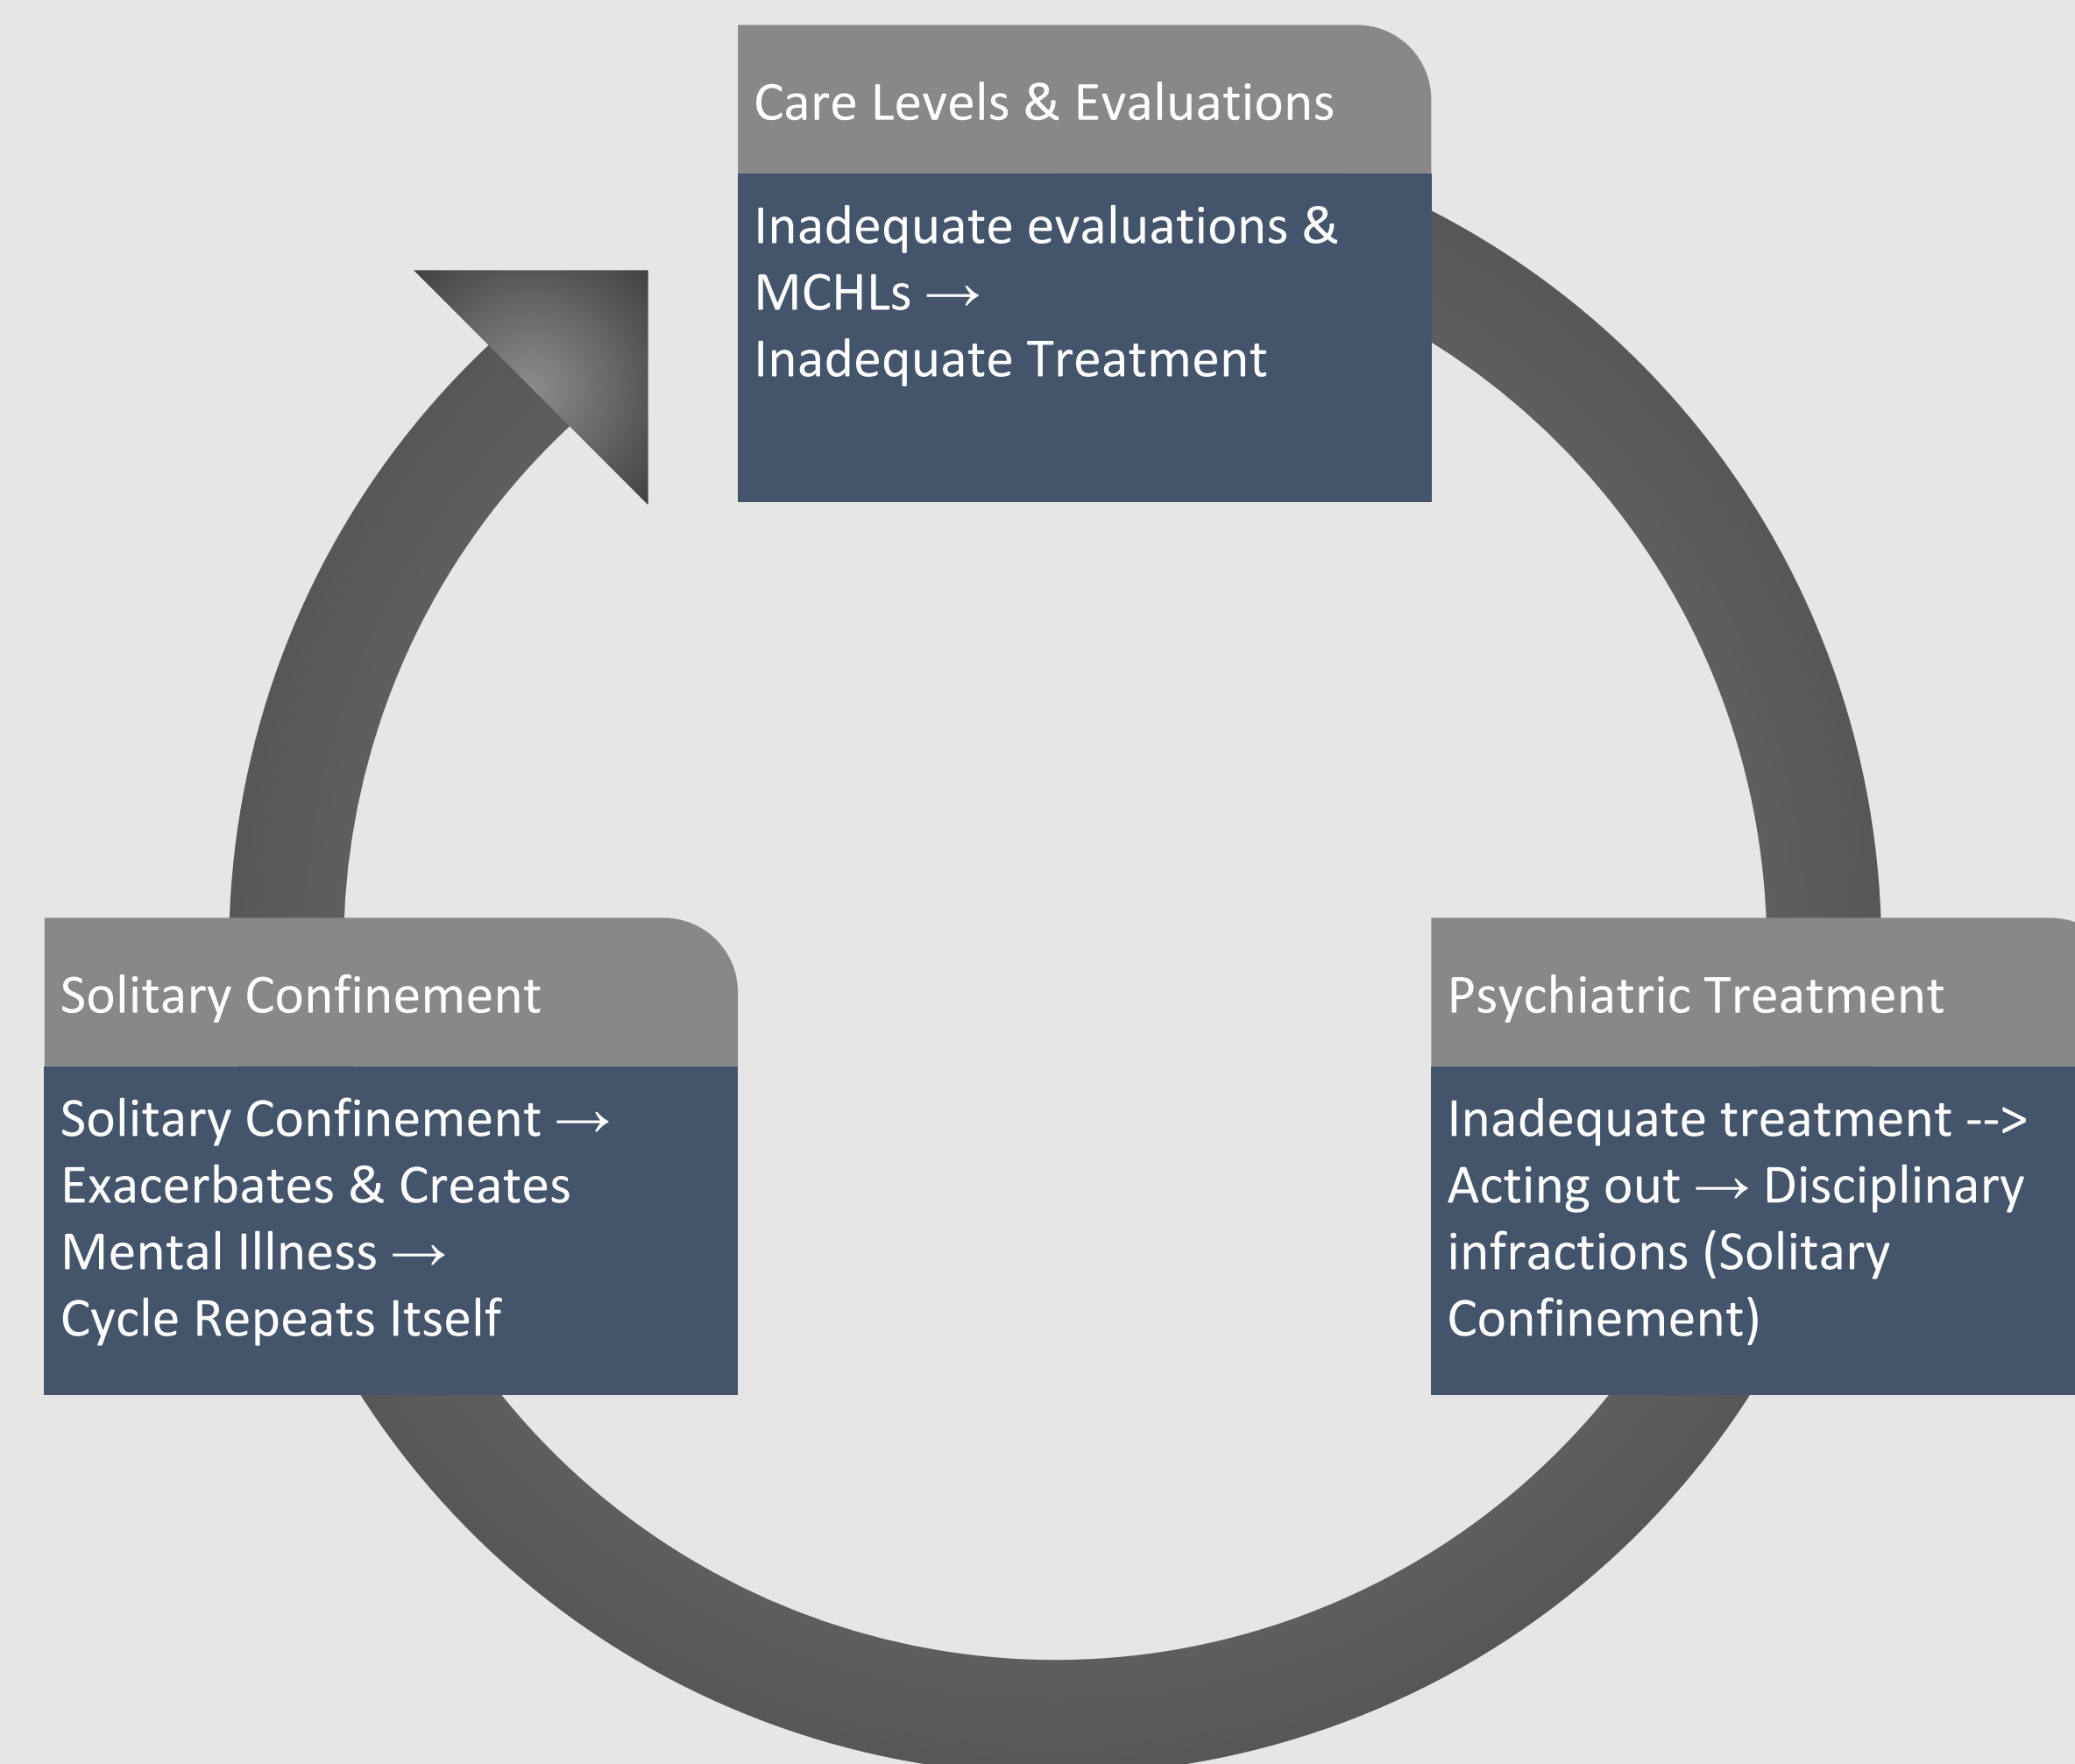 Care Levels & Evaluations
Inadequate evaluations &
MCHLs →
Inadequate Treatment
Solitary Confinement
Solitary Confinement →
Exacerbates & Creates
Mental Illness →
Cycle Repeats Itself
Psychiatric Treatment
Inadequate treatment -->
Acting out → Disciplinary
infractions (Solitary
Confinement)